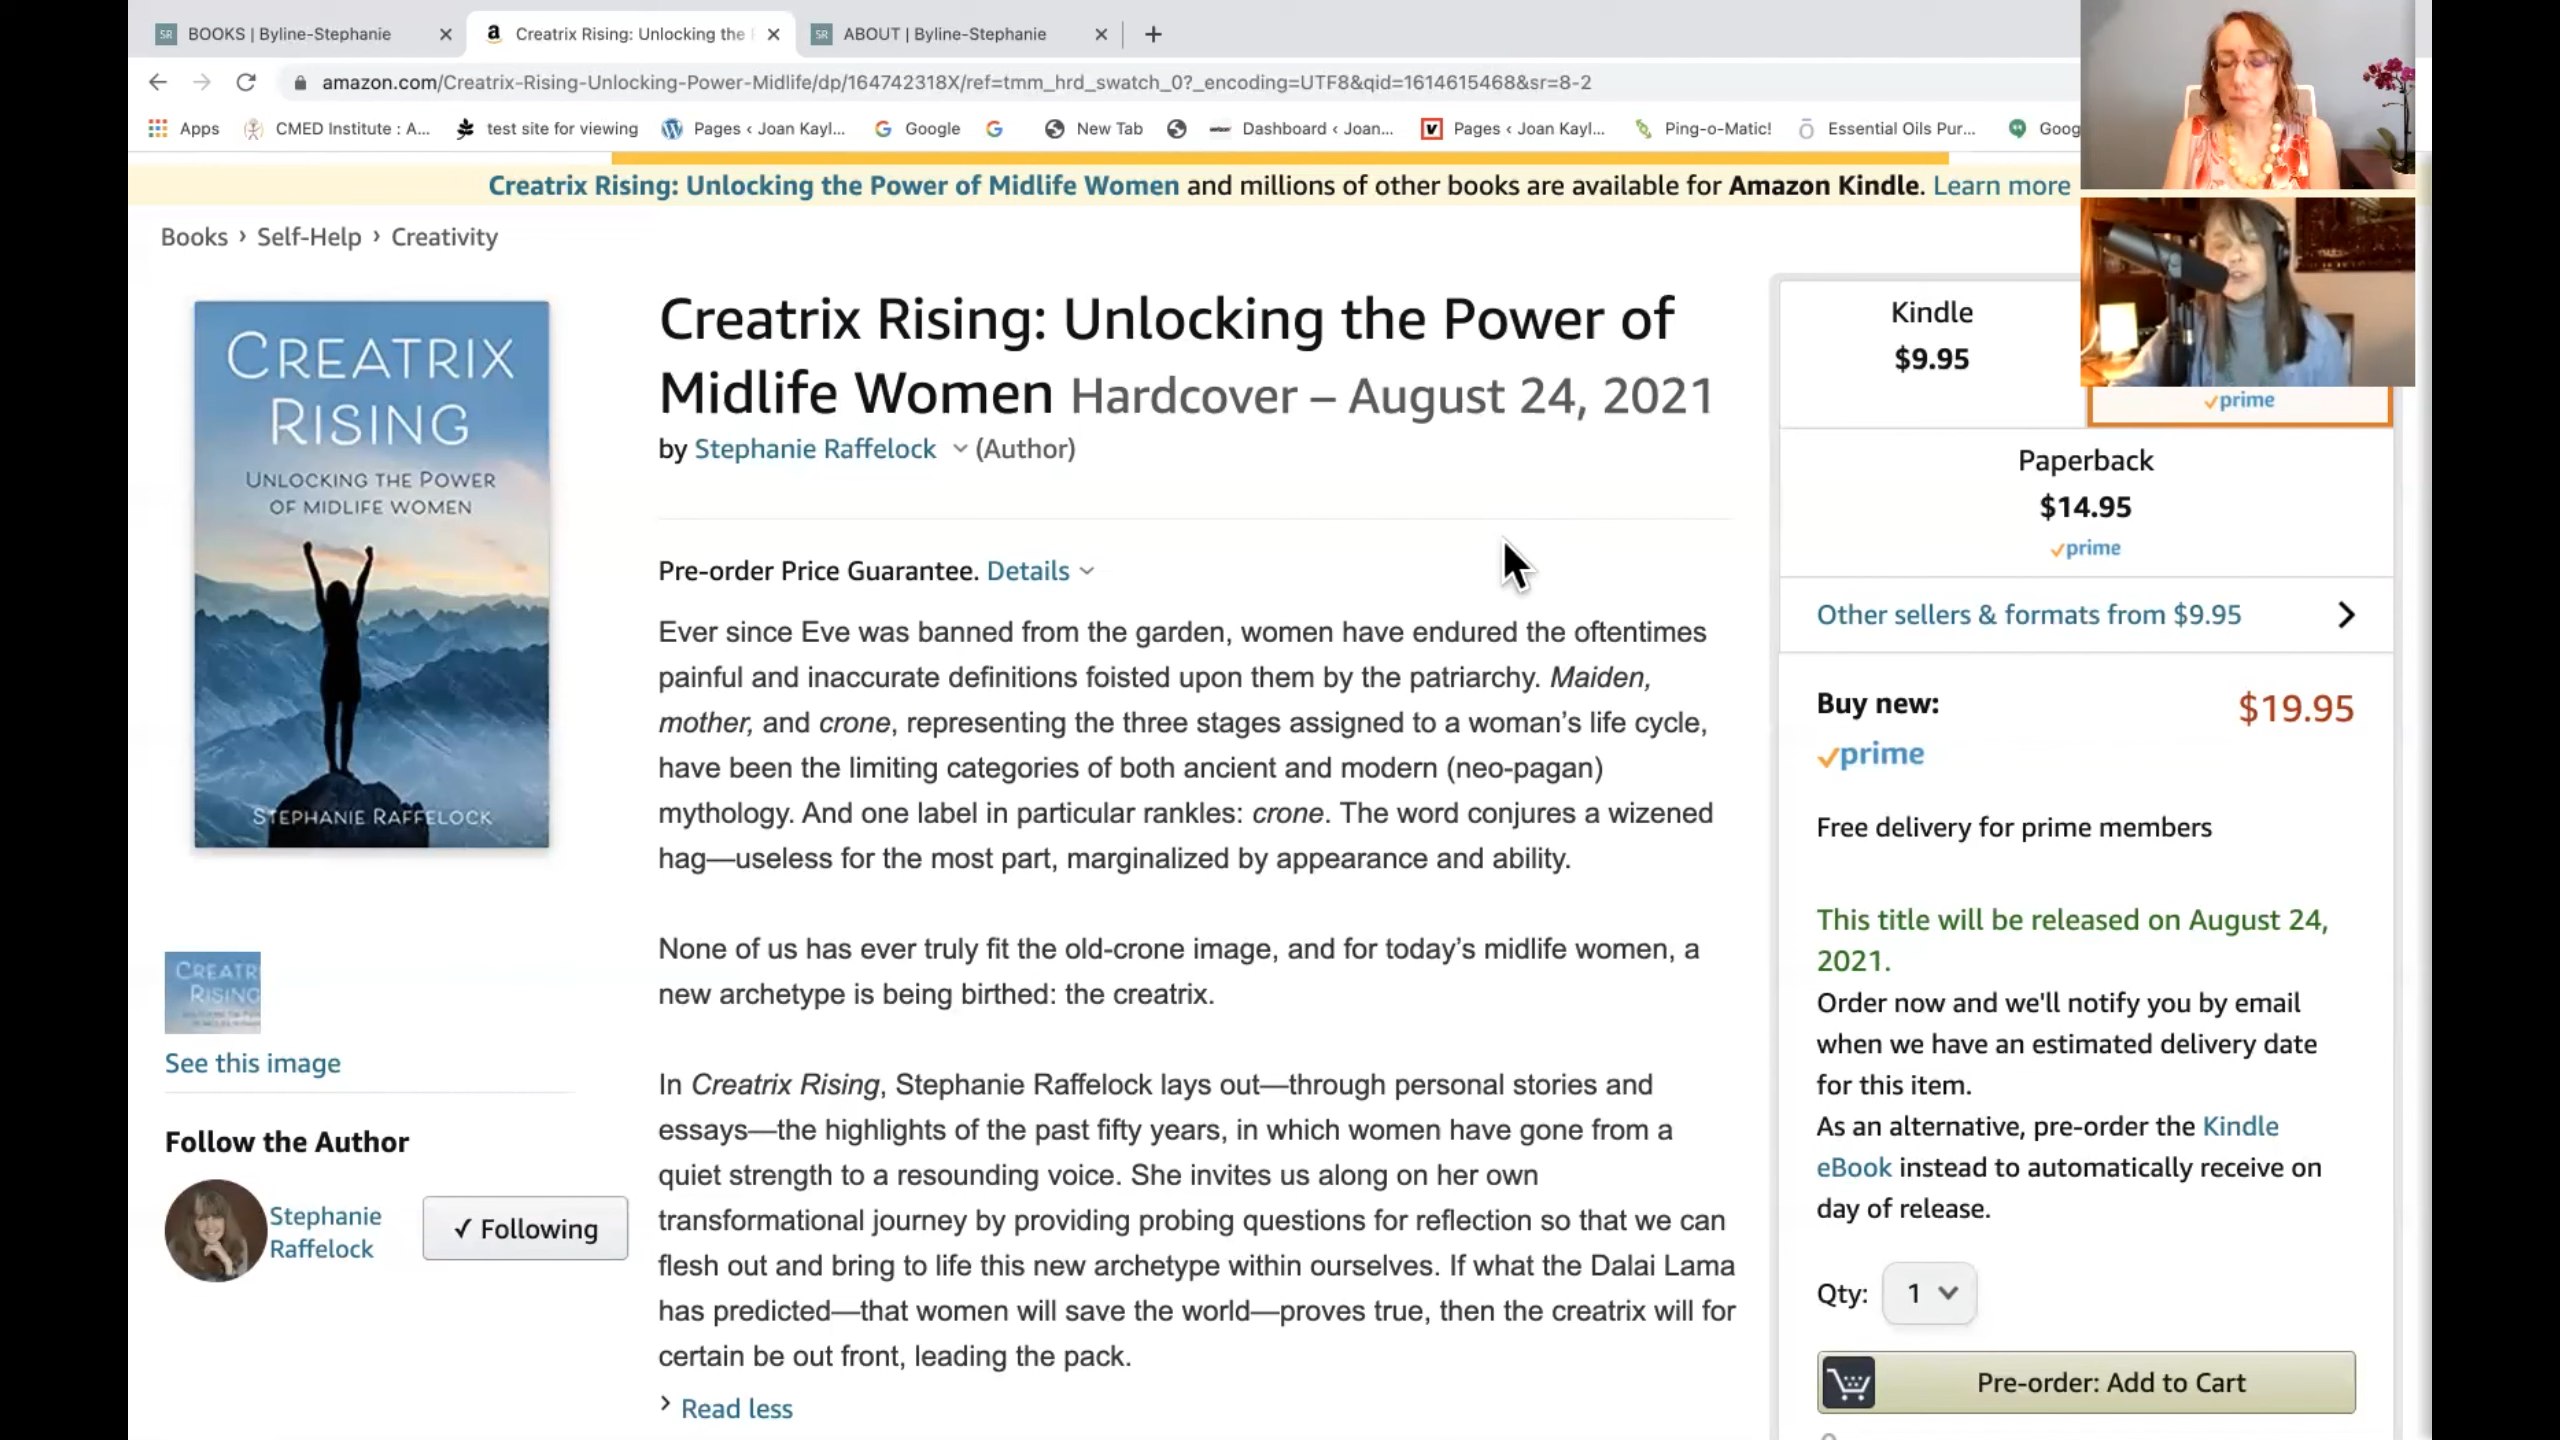 BOOKS | Byline-Stephanie
Creatrix Rising: Unlocking the
ABOUT | Byline-Stephanie
amazon.com/Creatrix-Rising-Unlocking-Power-Midlife/dp/164742318X/ref=tmm_hrd_swatch_0?_encoding=UTF8&qid=1614615468&sr=8-2
Apps CMED Institute : A... test site for viewing Pages ‹ Joan Kayl... Google New Tab Dashboard ‹ Joan... Pages ‹ Joan Kayl... Ping-o-Matic! Essential Oils Pur... Goog
Creatrix Rising: Unlocking the Power of Midlife Women and millions of other books are available for Amazon Kindle. Learn more
Books › Self-Help › Creativity
CREATRIX
RISING
UNLOCKING THE POWER
OF MIDLIFE WOMEN
STEPHANIE RAFFELOCK
CREATR
RISING
See this image
Follow the Author
Stephanie
Raffelock
✓ Following
Creatrix Rising: Unlocking the Power of
Midlife Women Hardcover – August 24, 2021
by Stephanie Raffelock (Author)
Pre-order Price Guarantee. Details
Ever since Eve was banned from the garden, women have endured the oftentimes
painful and inaccurate definitions foisted upon them by the patriarchy. Maiden,
mother, and crone, representing the three stages assigned to a woman’s life cycle,
have been the limiting categories of both ancient and modern (neo-pagan)
mythology. And one label in particular rankles: crone. The word conjures a wizened
hag—useless for the most part, marginalized by appearance and ability.
None of us has ever truly fit the old-crone image, and for today’s midlife women, a
new archetype is being birthed: the creatrix.
In Creatrix Rising, Stephanie Raffelock lays out—through personal stories and
essays—the highlights of the past fifty years, in which women have gone from a
quiet strength to a resounding voice. She invites us along on her own
transformational journey by providing probing questions for reflection so that we can
flesh out and bring to life this new archetype within ourselves. If what the Dalai Lama
has predicted—that women will save the world—proves true, then the creatrix will for
certain be out front, leading the pack.
Read less
Kindle
$9.95
prime
Paperback
$14.95
prime
Other sellers & formats from $9.95
Buy new:
$19.95
prime
Free delivery for prime members
This title will be released on August 24,
2021.
Order now and we'll notify you by email
when we have an estimated delivery date
for this item.
As an alternative, pre-order the Kindle
eBook instead to automatically receive on
day of release.
Qty: 1
Pre-order: Add to Cart